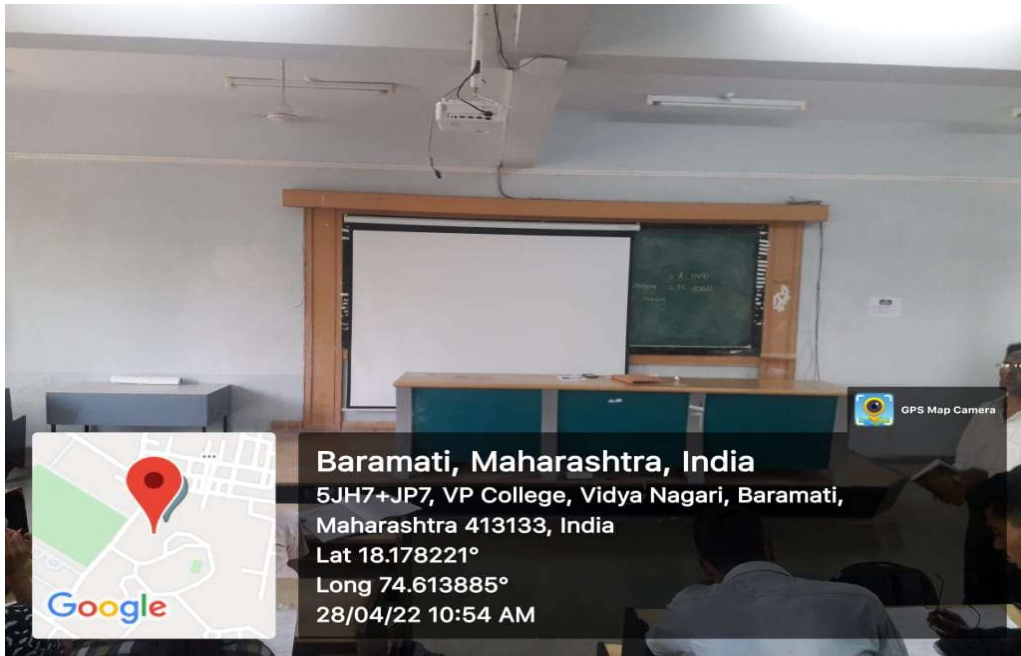 GPS Map Camera
Baramati, Maharashtra, India
5JH7+JP7, VP College, Vidya Nagari, Baramati,
Maharashtra 413133, India
Lat 18.178221°
Long 74.613885°
28/04/22 10:54 AM
Google